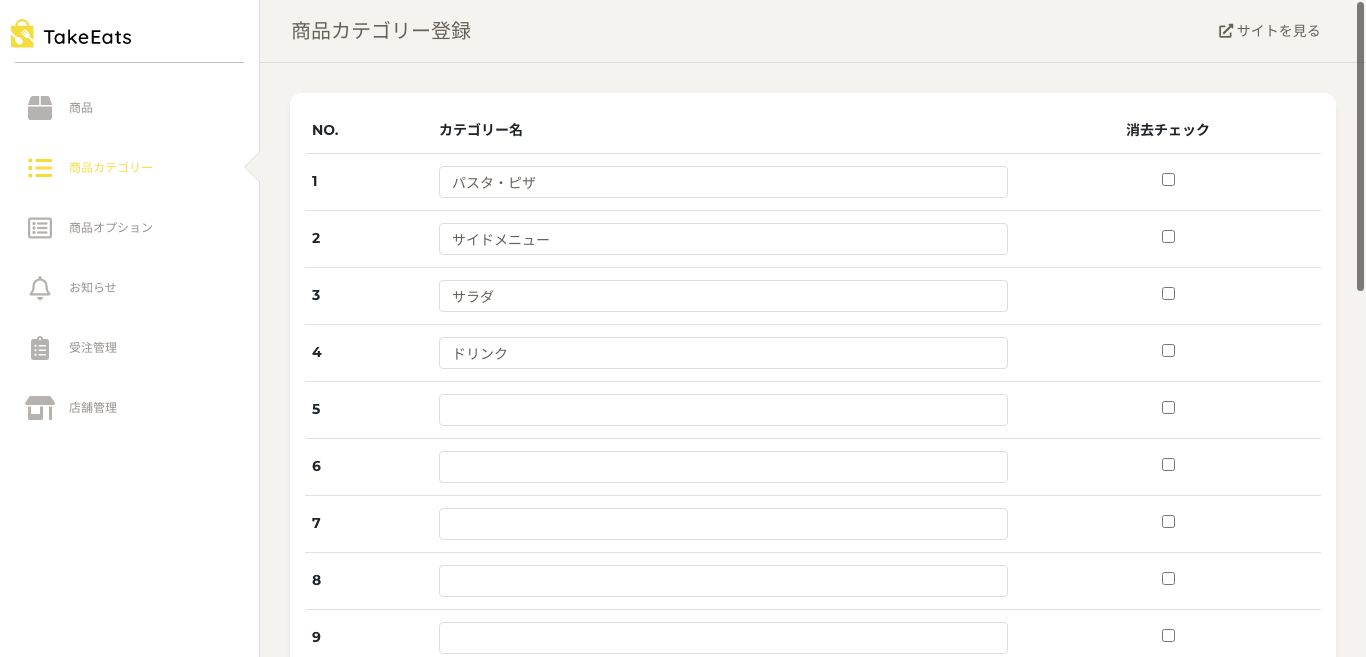 TakeEats
商品カテゴリー登録
サイトを見る
商品
商品カテゴリー
商品オプション
お知らせ
受注管理
店舗管理
NO. カテゴリー名 消去チェック
1 パスタ・ピザ
2 サイドメニュー
3 サラダ
4 ドリンク
5
6
7
8
9